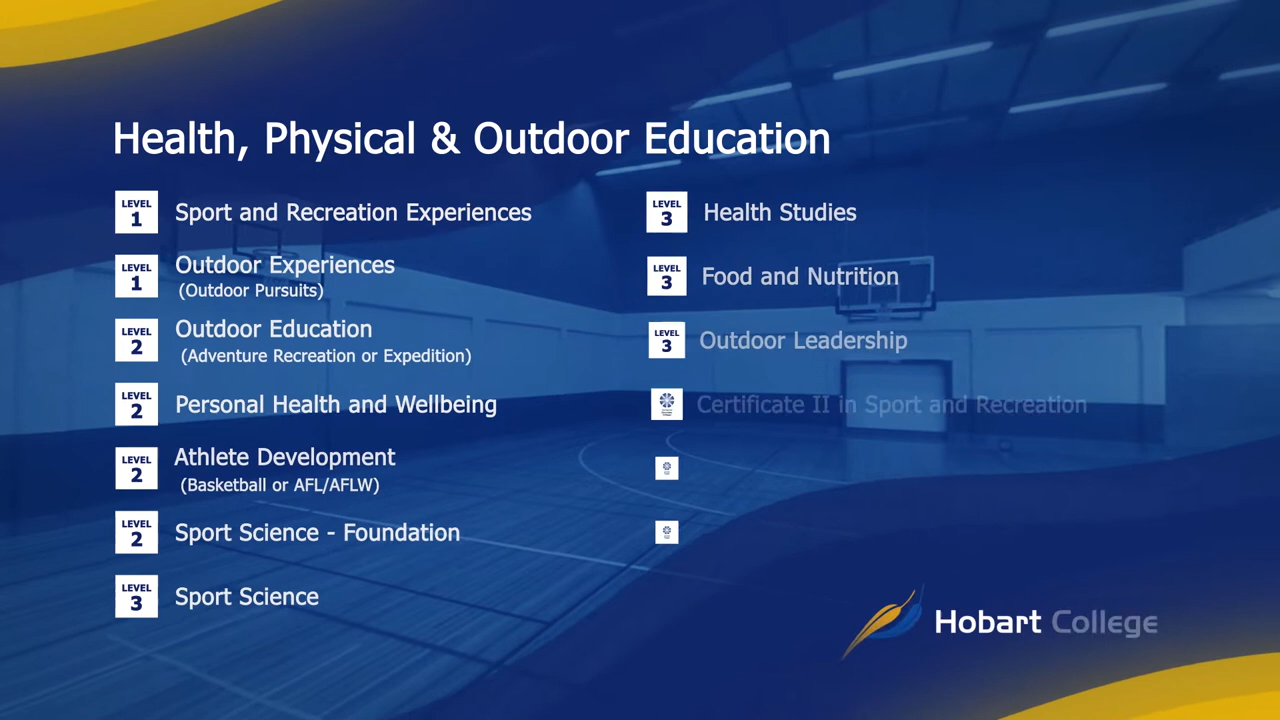 Health, Physical & Outdoor Education
LEVEL 1 Sport and Recreation Experiences
LEVEL 1 Outdoor Experiences
(Outdoor Pursuits)
LEVEL 2 Outdoor Education
(Adventure Recreation or Expedition)
LEVEL 2 Personal Health and Wellbeing
LEVEL 2 Athlete Development
(Basketball or AFL/AFLW)
LEVEL 2 Sport Science - Foundation
LEVEL 3 Sport Science
LEVEL 3 Health Studies
LEVEL 3 Food and Nutrition
LEVEL 3 Outdoor Leadership
Certificate II in Sport and Recreation
Hobart College